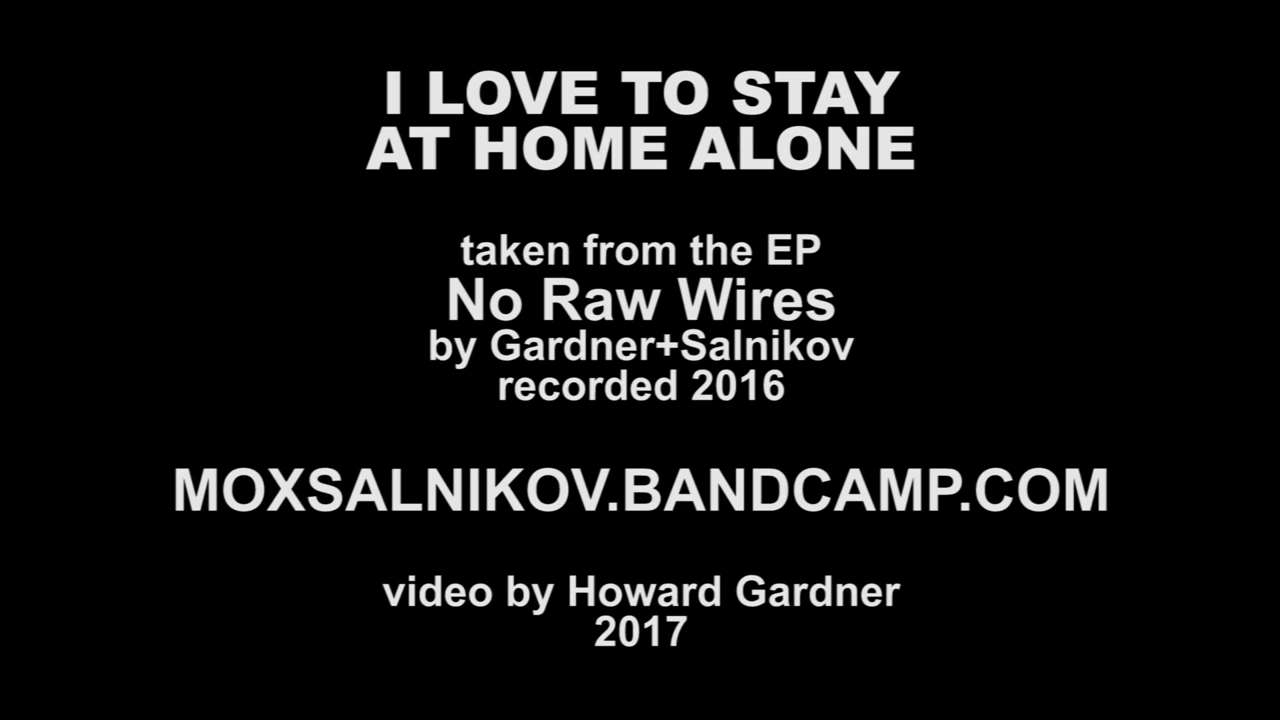 I LOVE TO STAY
AT HOME ALONE
taken from the EP
No Raw Wires
by Gardner+Salnikov
recorded 2016
MOXSALNIKOV.BANDCAMP.COM
video by Howard Gardner
2017